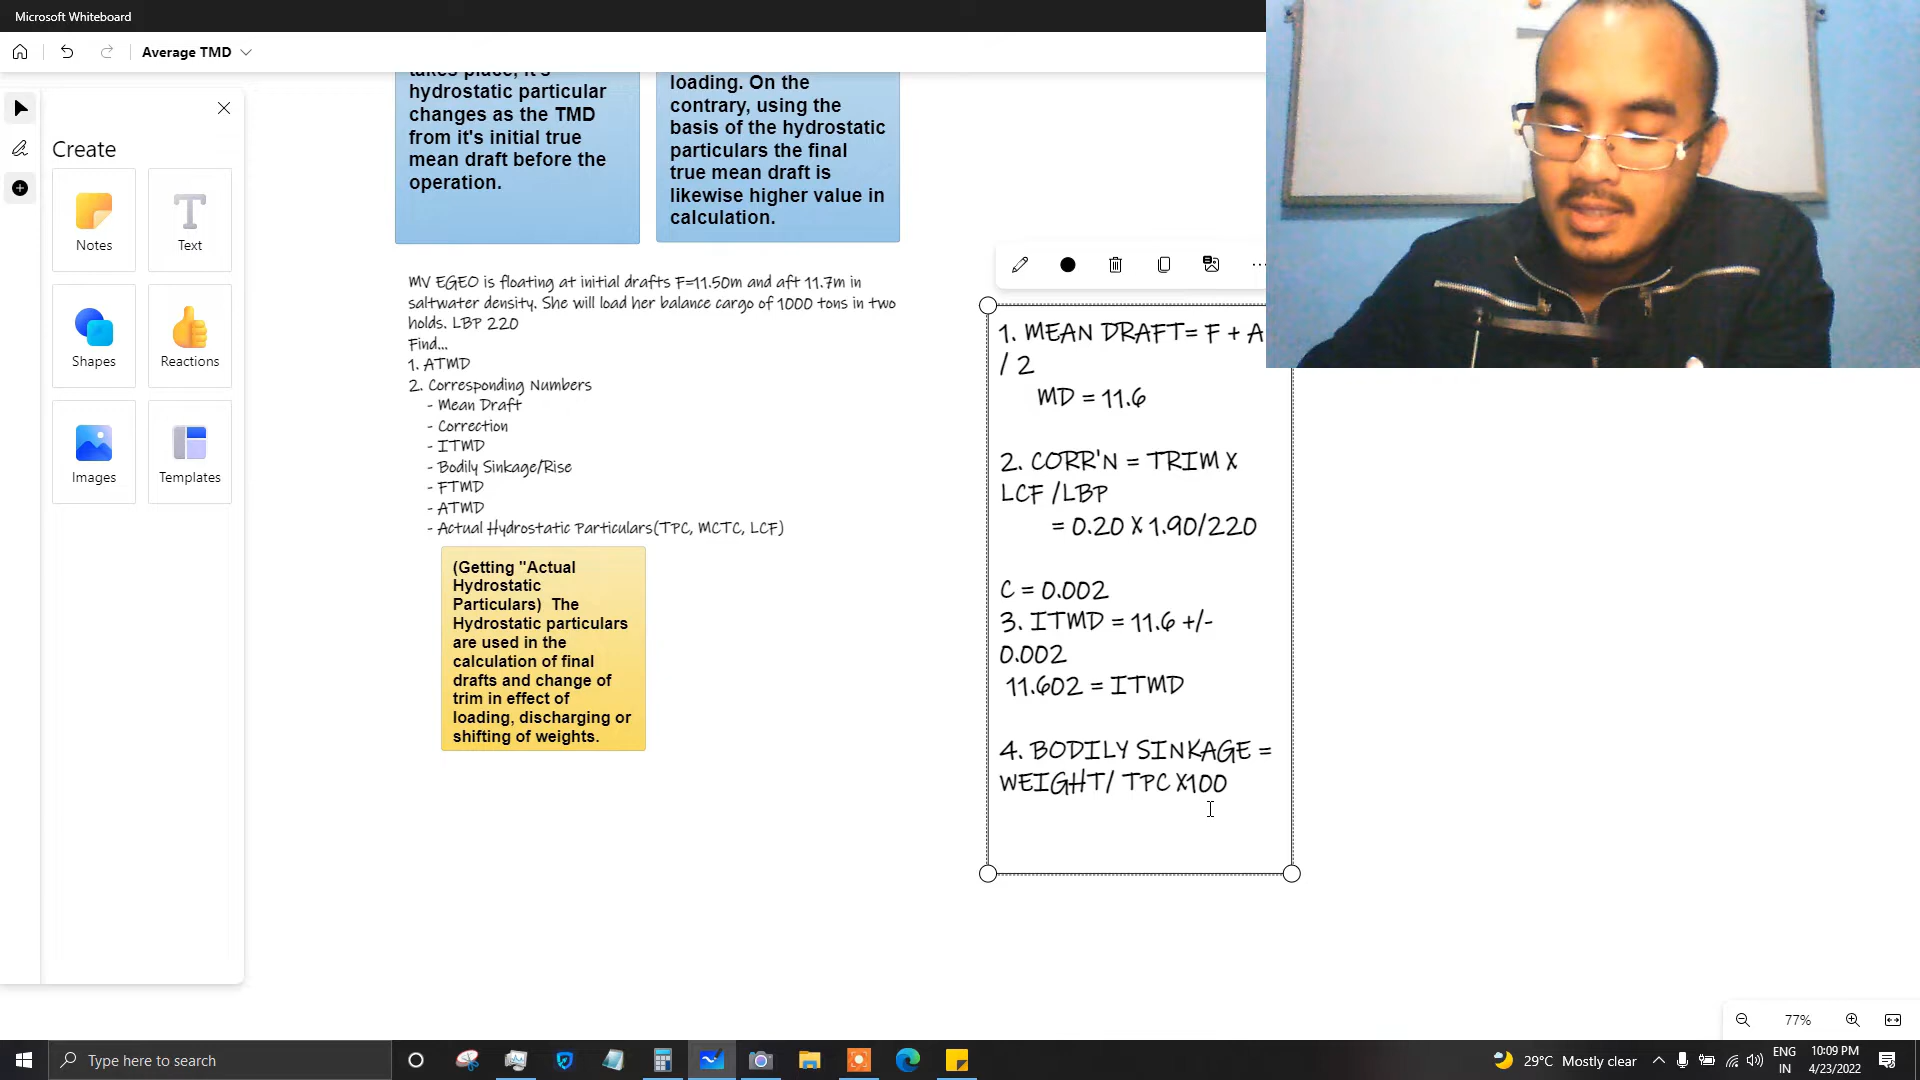 Microsoft Whiteboard
Average TMD
Create
Notes
Text
Shapes
Reactions
Images
Templates
takes place, it's
hydrostatic particular
changes as the TMD
from it's initial true
mean draft before the
operation.
loading. On the
contrary, using the
basis of the hydrostatic
particulars the final
true mean draft is
likewise higher value in
calculation.
MV EGEO is floating at initial drafts F=11.50m and aft 11.7m in
saltwater density. She will load her balance cargo of 1000 tons in two
holds. LBP 220
Find...
1. ATMD
2. Corresponding Numbers
- Mean Draft
- Correction
- ITMD
- Bodily Sinkage/Rise
- FTMD
- ATMD
- Actual Hydrostatic Particulars(TPC, MCTC, LCF)
(Getting "Actual
Hydrostatic
Particulars) The
Hydrostatic particulars
are used in the
calculation of final
drafts and change of
trim in effect of
loading, discharging or
shifting of weights.
1. MEAN DRAFT= F + A
/ 2
MD = 11.6
2. CORR'N = TRIM X
LCF /LBP
= 0.20 X 1.90/220
C = 0.002
3. ITMD = 11.6 +/-
0.002
11.602 = ITMD
4. BODILY SINKAGE =
WEIGHT/ TPC X100
77%
Type here to search
29°C Mostly clear
ENG
IN
10:09 PM
4/23/2022